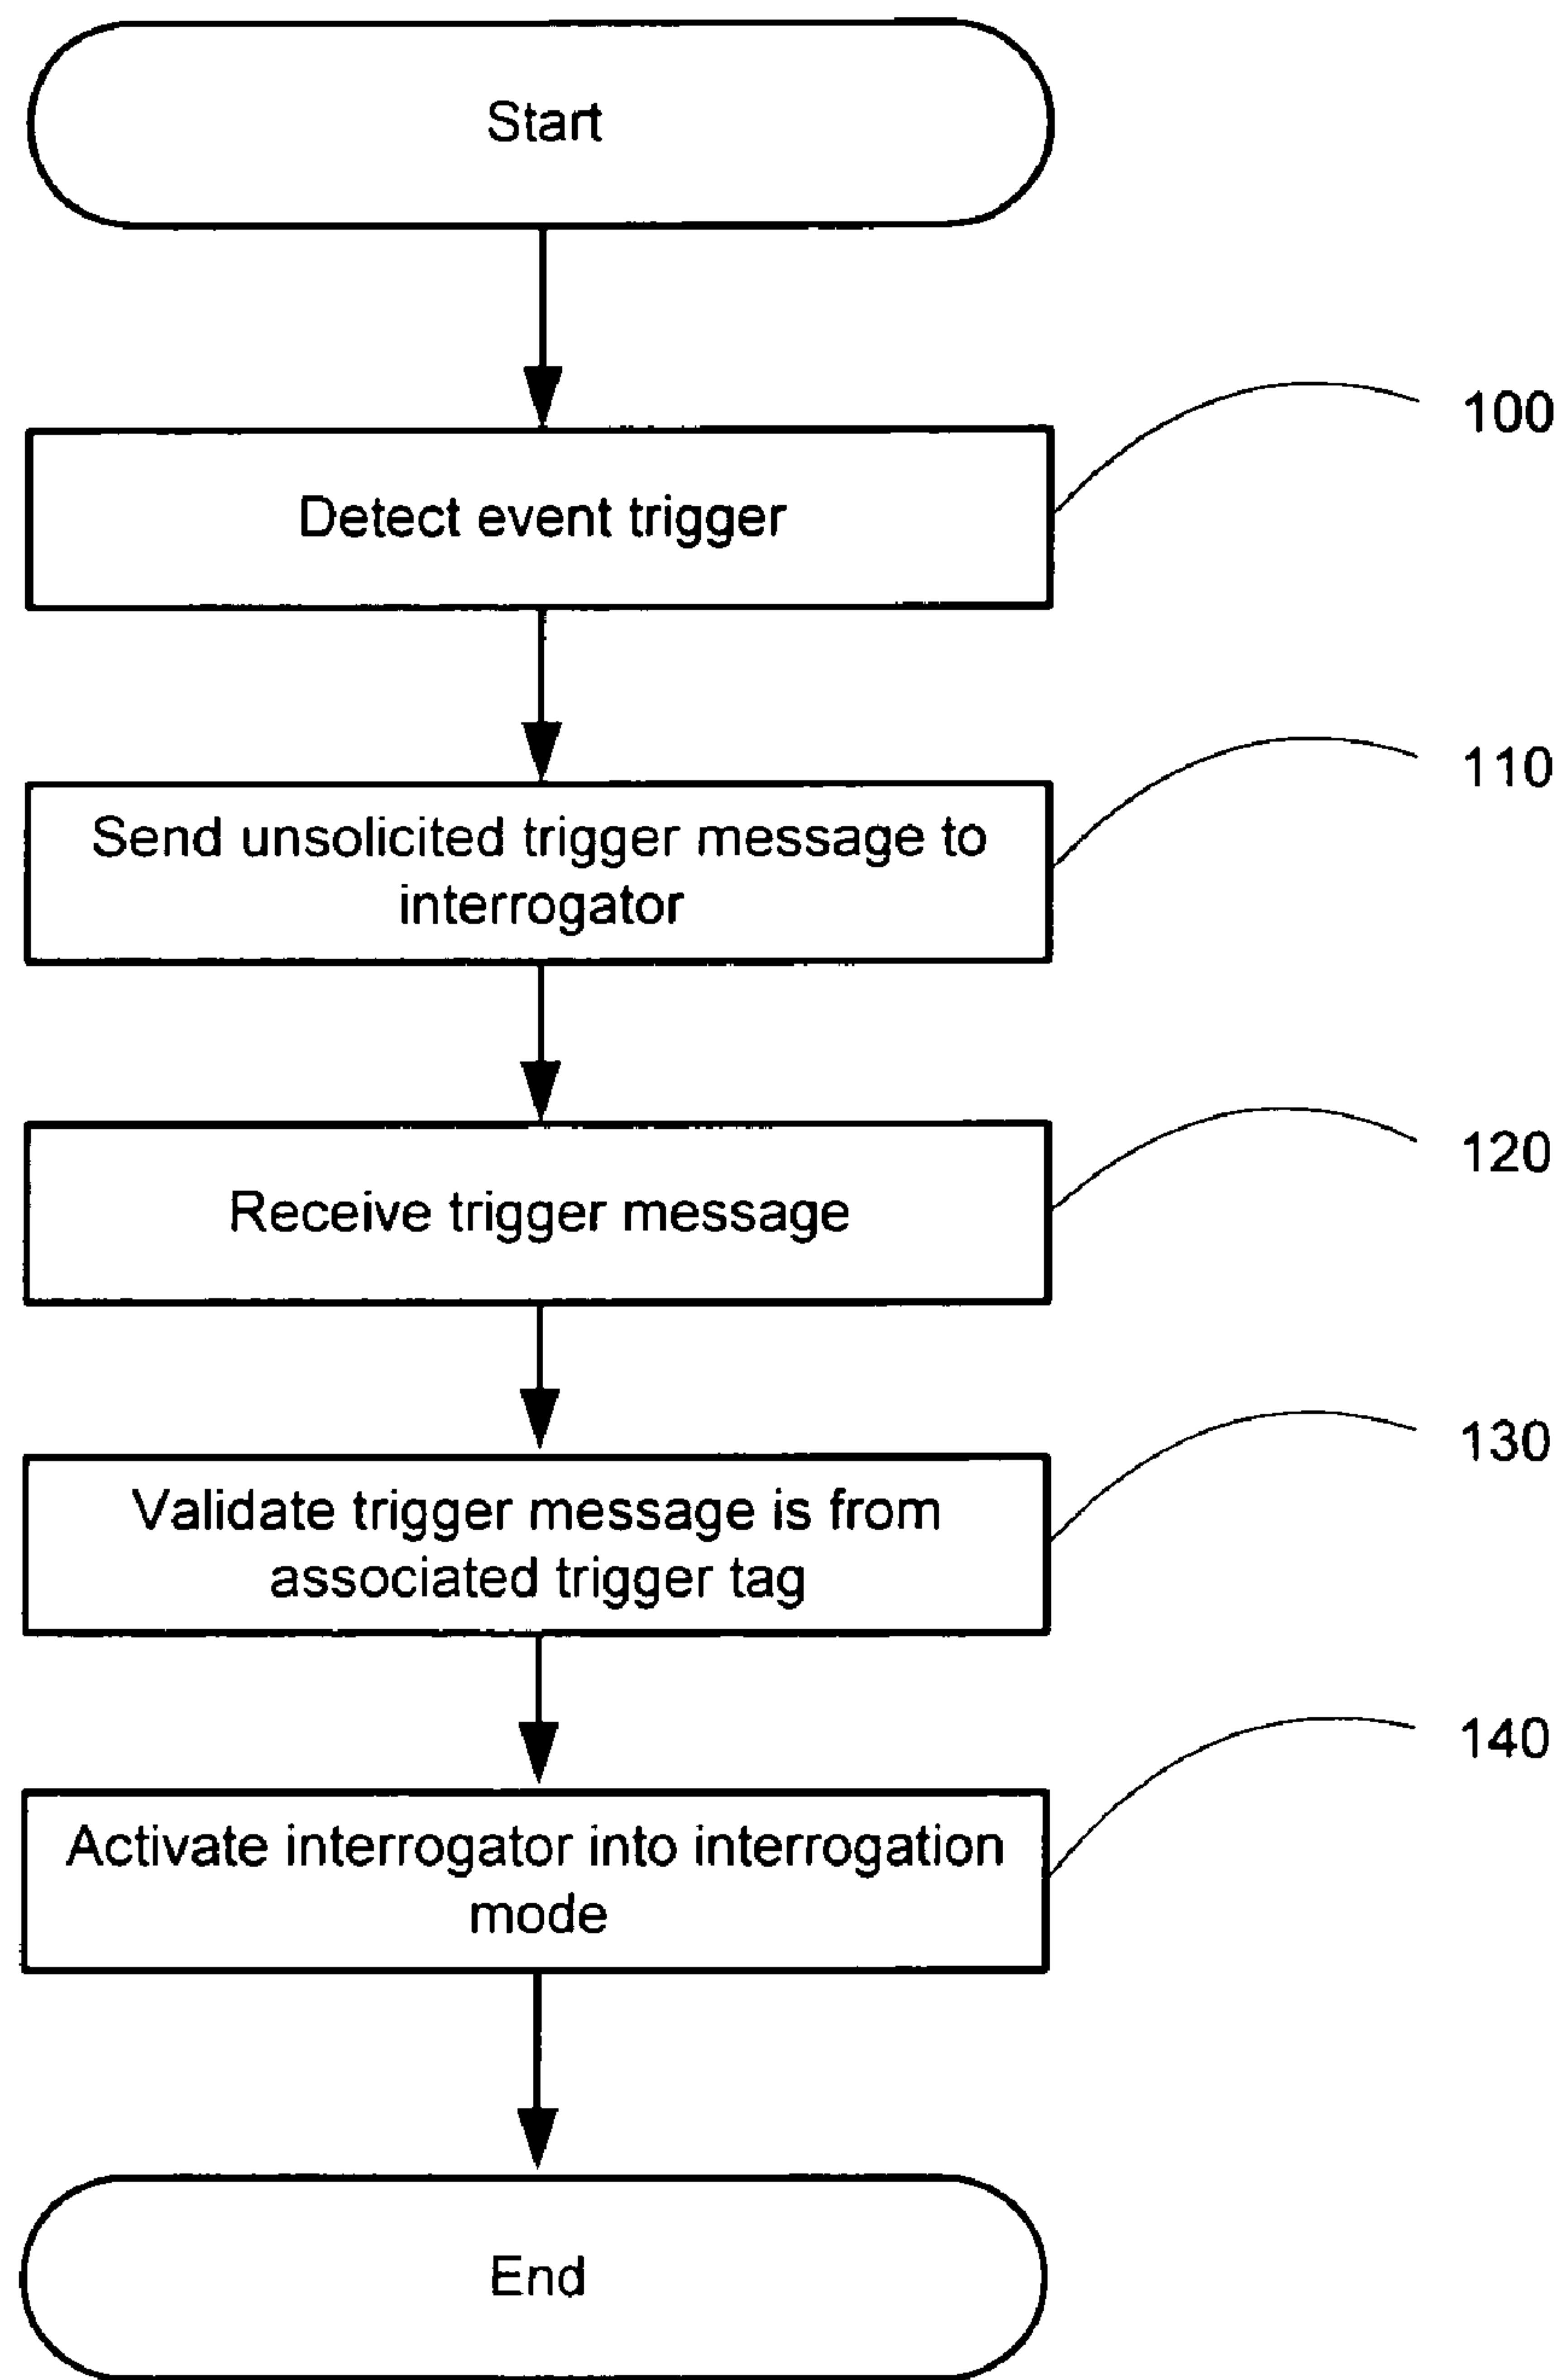 Start
100
Detect event trigger
110
Send unsolicited trigger message to
interrogator
120
Receive trigger message
130
Validate trigger message is from
associated trigger tag
140
Activate interrogator into interrogation
mode
End